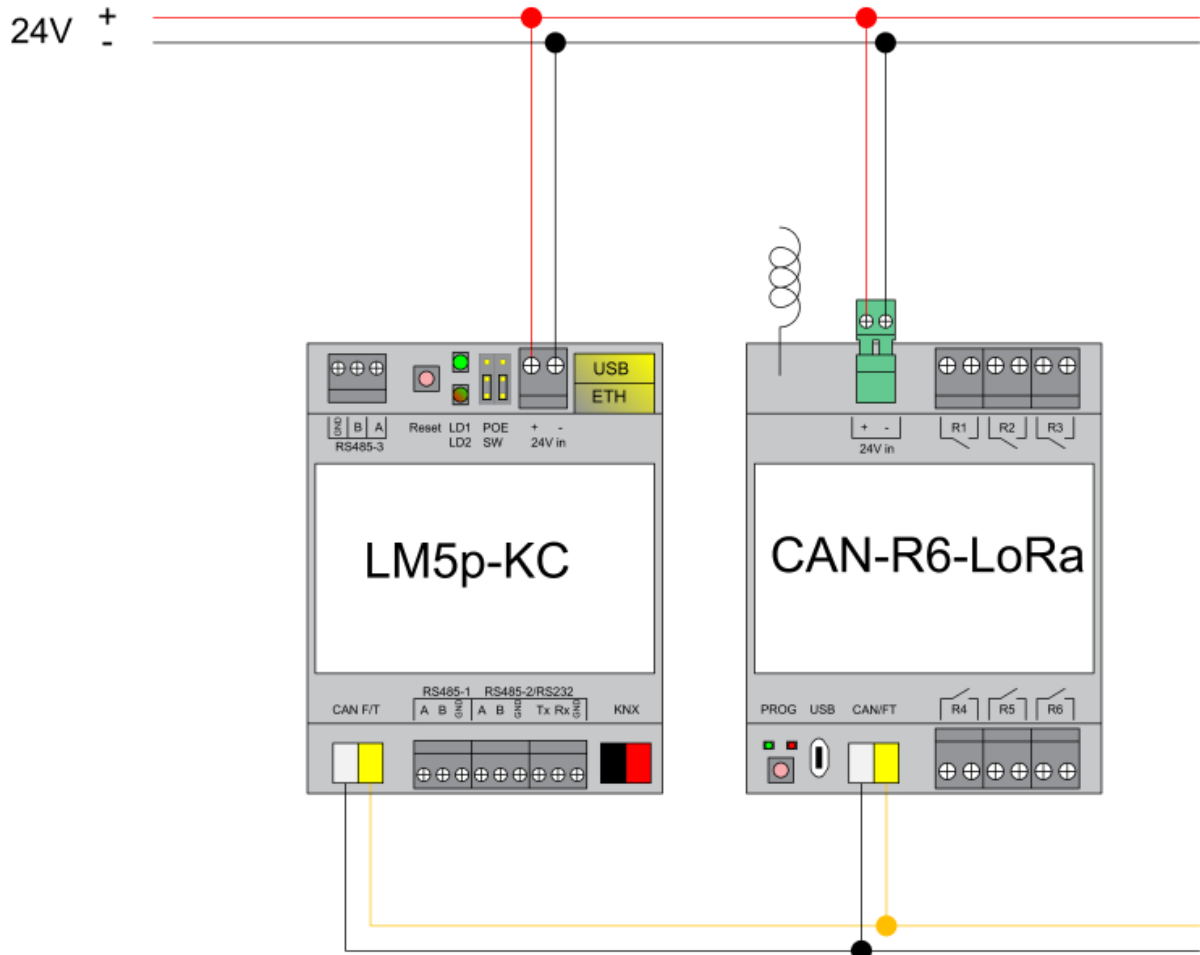 24V + -
USB
ETH
GND B A
RS485-3
Reset LD1 POE
LD2 SW
+ -
24V in
+ -
24V in
R1 R2 R3
LM5p-KC
CAN-R6-LoRa
RS485-1 RS485-2/RS232
CAN F/T A B GND A B GND Tx Rx GND KNX
PROG USB CAN/FT R4 R5 R6